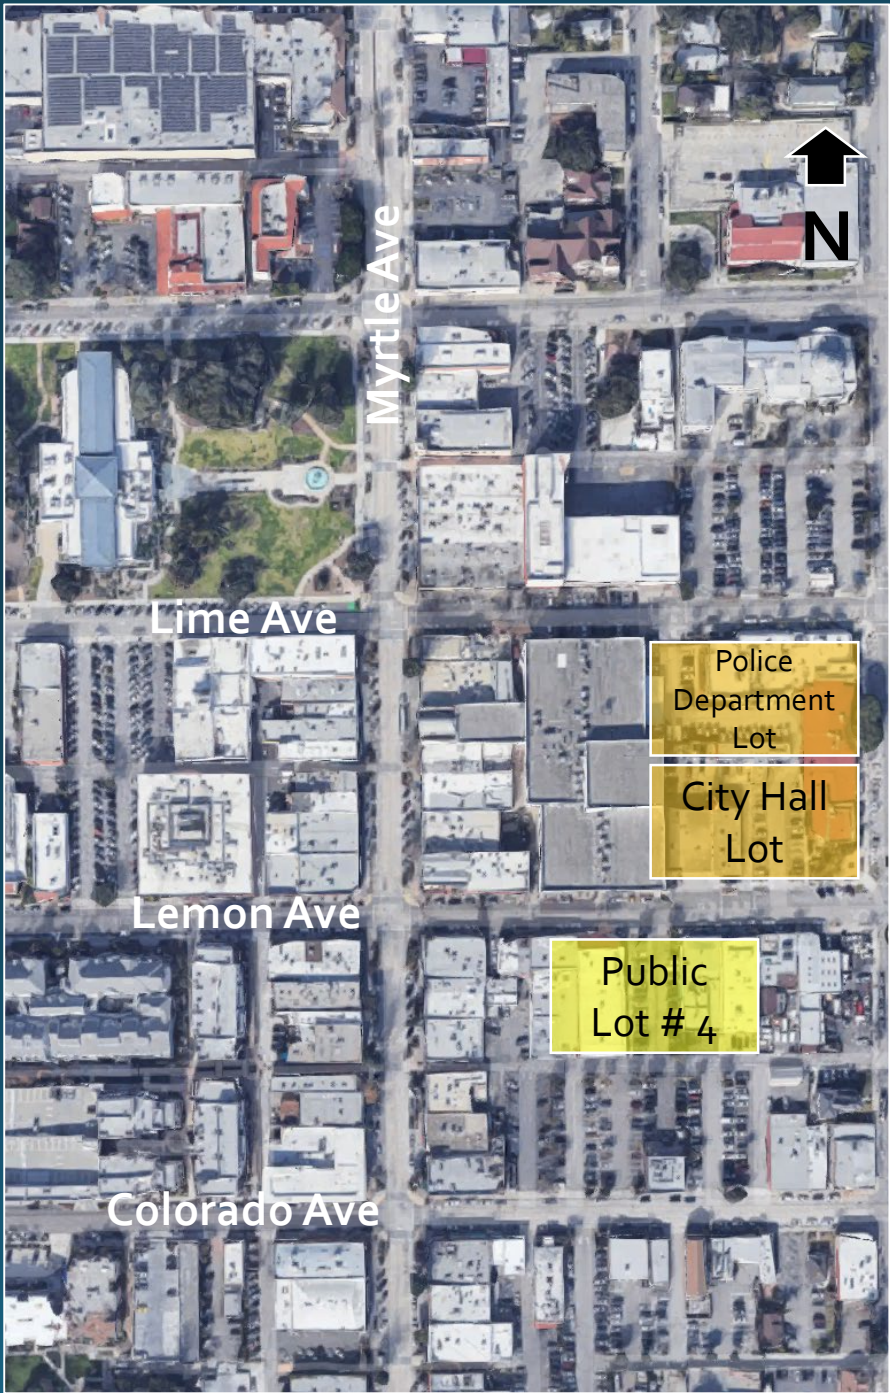 N
Myrtle Ave
Lime Ave
Police
Department
Lot
City Hall
Lot
Lemon Ave
Public
Lot # 4
Colorado Ave